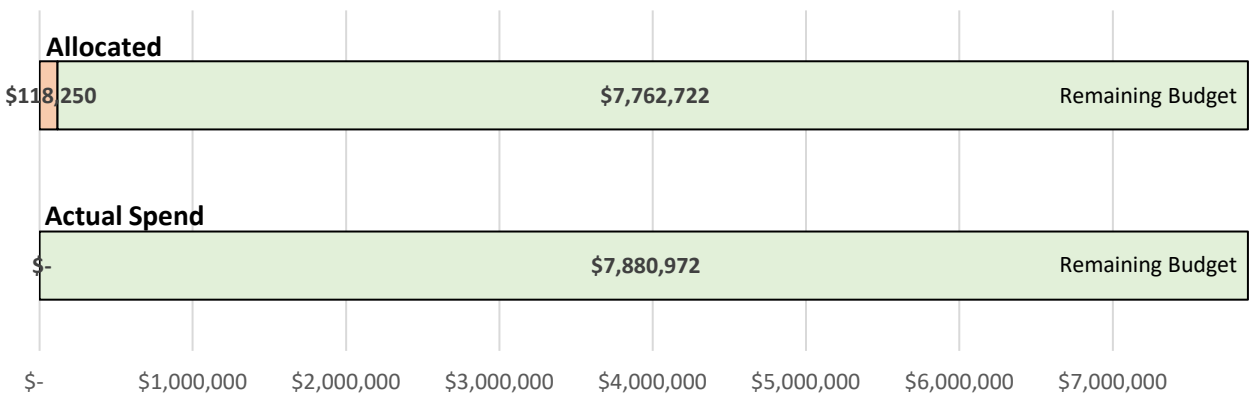 Allocated
$118,250 $7,762,722 Remaining Budget
Actual Spend
$- $7,880,972 Remaining Budget
$- $1,000,000 $2,000,000 $3,000,000 $4,000,000 $5,000,000 $6,000,000 $7,000,000